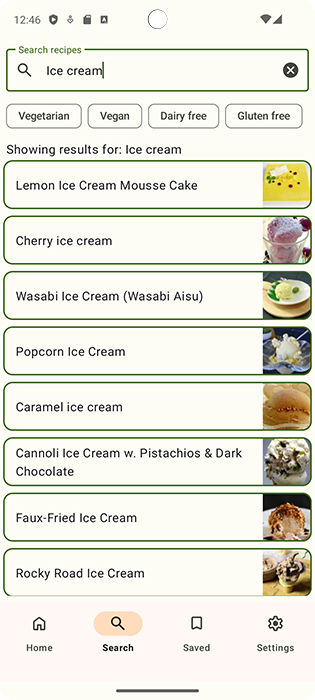 12:46
Search recipes
Ice cream
Vegetarian
Vegan
Dairy free
Gluten free
Showing results for: Ice cream
Lemon Ice Cream Mousse Cake
Cherry ice cream
Wasabi Ice Cream (Wasabi Aisu)
Popcorn Ice Cream
Caramel ice cream
Cannoli Ice Cream w. Pistachios & Dark
Chocolate
Faux-Fried Ice Cream
Rocky Road Ice Cream
Home
Search
Saved
Settings